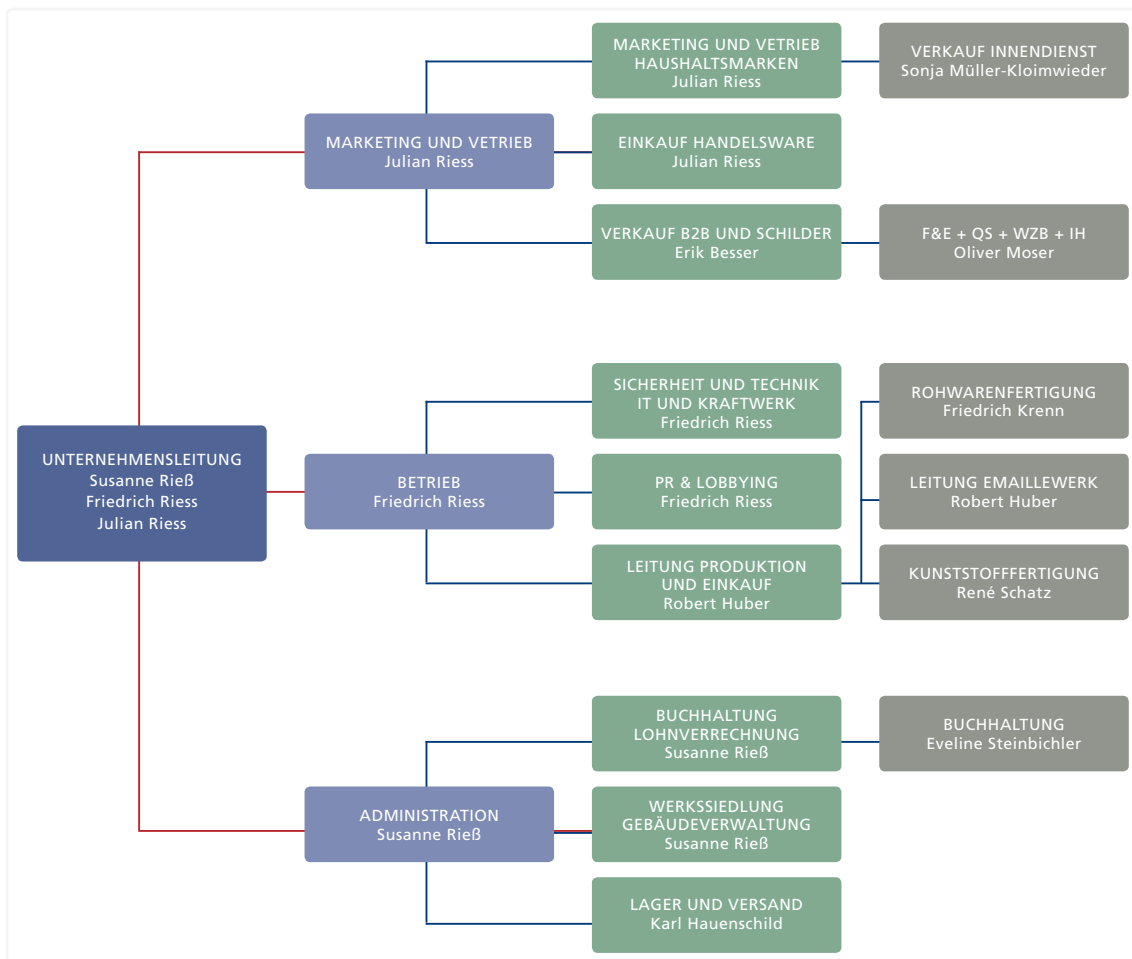 UNTERNEHMENSLEITUNG
Susanne Rieß
Friedrich Riess
Julian Riess
MARKETING UND VETRIEB
Julian Riess
MARKETING UND VETRIEB
HAUSHALTSMARKEN
Julian Riess
VERKAUF INNENDIENST
Sonja Müller-Kloimwieder
EINKAUF HANDELSWARE
Julian Riess
VERKAUF B2B UND SCHILDER
Erik Besser
F&E + QS + WZB + IH
Oliver Moser
BETRIEB
Friedrich Riess
SICHERHEIT UND TECHNIK
IT UND KRAFTWERK
Friedrich Riess
PR & LOBBYING
Friedrich Riess
LEITUNG PRODUKTION
UND EINKAUF
Robert Huber
ROHWARENFERTIGUNG
Friedrich Krenn
LEITUNG EMAILLEWERK
Robert Huber
KUNSTSTOFFFERTIGUNG
René Schatz
ADMINISTRATION
Susanne Rieß
BUCHHALTUNG
LOHNVERRECHNUNG
Susanne Rieß
BUCHHALTUNG
Eveline Steinbichler
WERKSSIEDLUNG
GEBÄUDEVERWALTUNG
Susanne Rieß
LAGER UND VERSAND
Karl Hauenschild